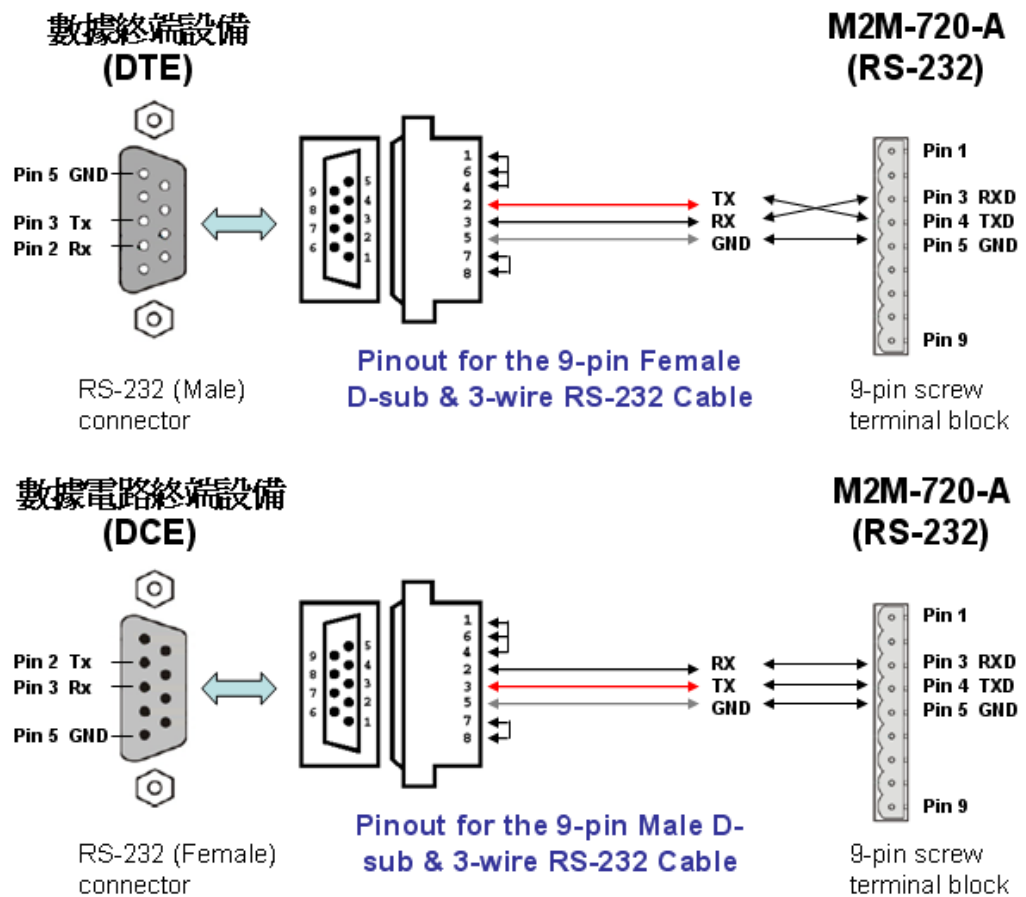 數據終端設備
(DTE)
M2M-720-A
(RS-232)
Pin 5 GND
Pin 3 Tx
Pin 2 Rx
9
8
7
6
5
4
3
2
1
1
6
4
2
3
5
7
8
TX
RX
GND
Pin 1
Pin 3 RXD
Pin 4 TXD
Pin 5 GND
Pin 9
Pinout for the 9-pin Female
D-sub & 3-wire RS-232 Cable
RS-232 (Male)
connector
9-pin screw
terminal block
數據電路終端設備
(DCE)
M2M-720-A
(RS-232)
Pin 2 Tx
Pin 3 Rx
Pin 5 GND
9
8
7
6
5
4
3
2
1
1
6
4
2
3
5
7
8
RX
TX
GND
Pin 1
Pin 3 RXD
Pin 4 TXD
Pin 5 GND
Pin 9
Pinout for the 9-pin Male D-
sub & 3-wire RS-232 Cable
RS-232 (Female)
connector
9-pin screw
terminal block